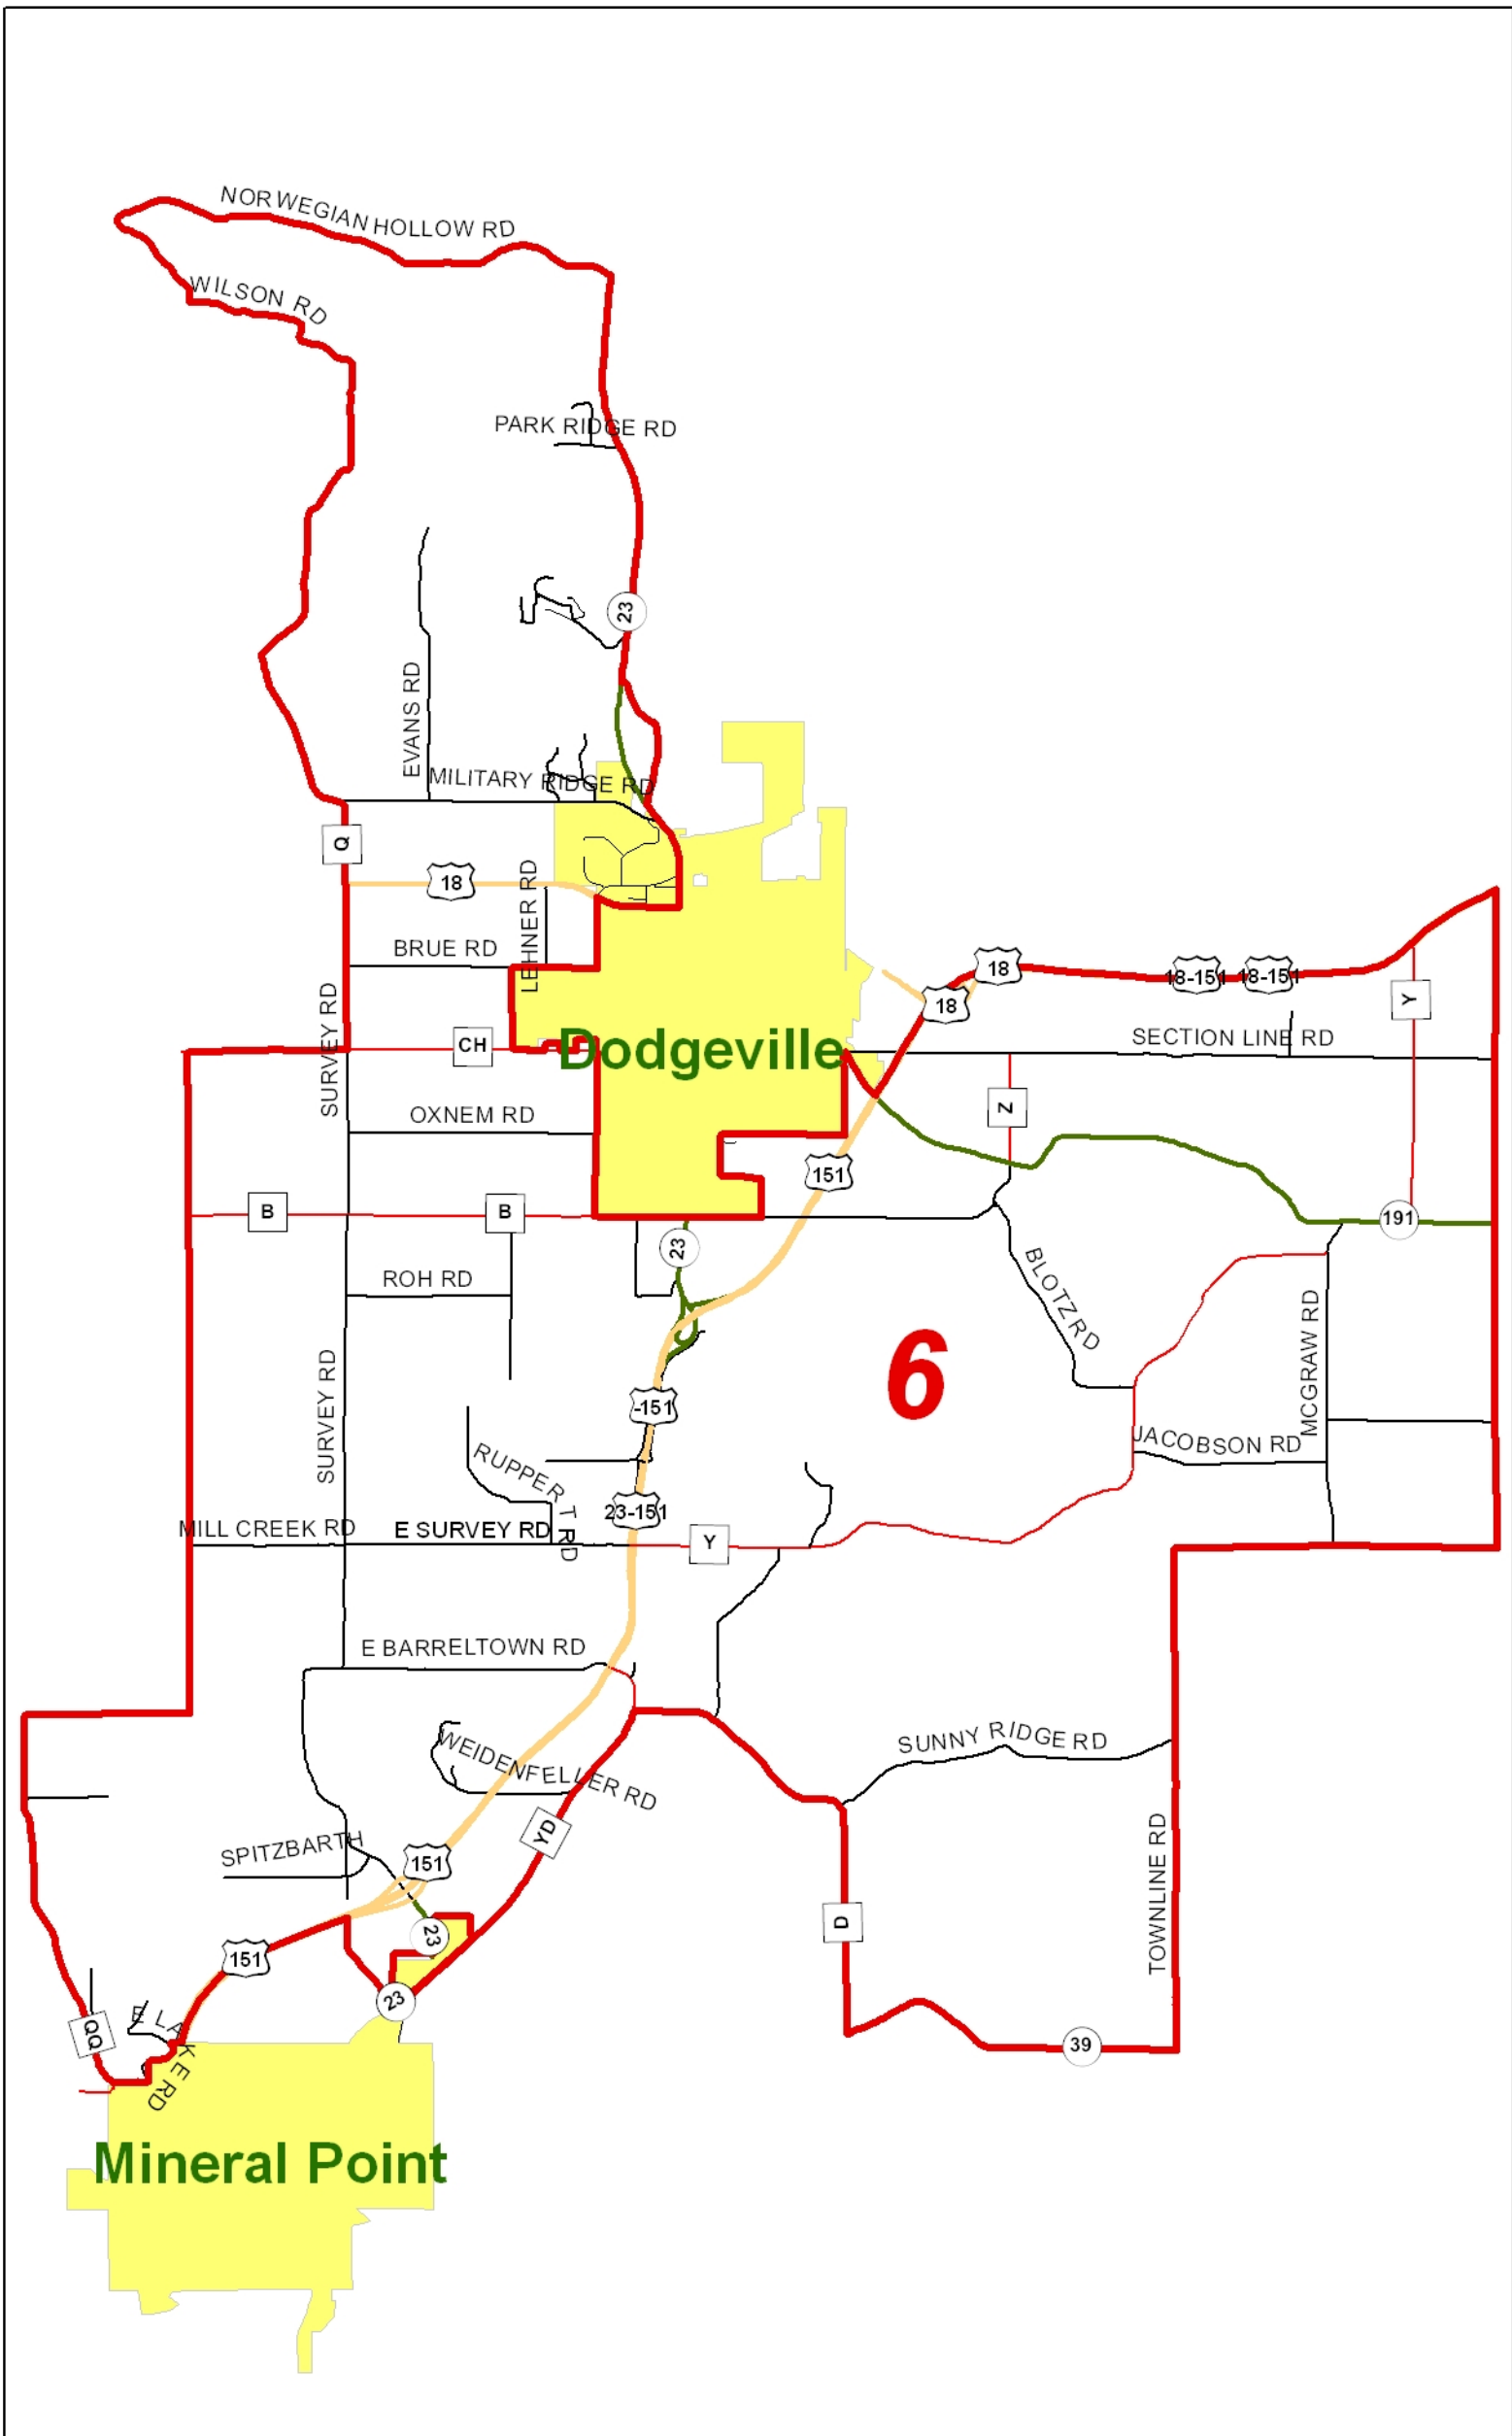 NORWEGIAN HOLLOW RD
WILSON RD
PARK RIDGE RD
23
EVANS RD
MILITARY RIDGE RD
Q
18
LEHNER RD
BRUE RD
18
18-151
18-151
18
Y
SURVEY RD
CH
Dodgeville
SECTION LINE RD
OXNEM RD
Z
151
B
B
191
23
ROH RD
BLOTZ RD
MCGRAW RD
6
-151
SURVEY RD
JACOBSON RD
RUPPERT RD
23-151
MILL CREEK RD
E SURVEY RD
Y
E BARRELTOWN RD
SUNNY RIDGE RD
WEIDENFELLER RD
YD
SPITZBARTH
151
TOWNLINE RD
D
23
151
23
QQ
E LAKE RD
39
Mineral Point